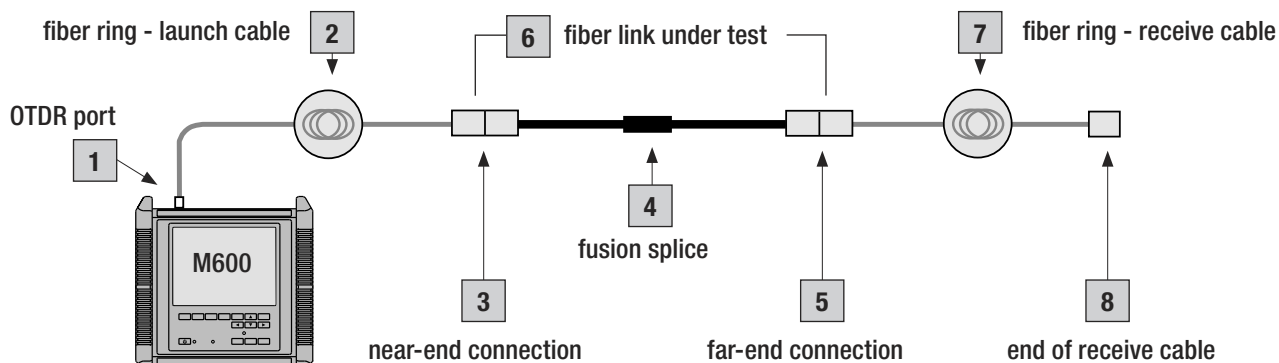 fiber ring - launch cable 2
6 fiber link under test
7 fiber ring - receive cable
OTDR port
1
M600
4
fusion splice
3
near-end connection
5
far-end connection
8
end of receive cable